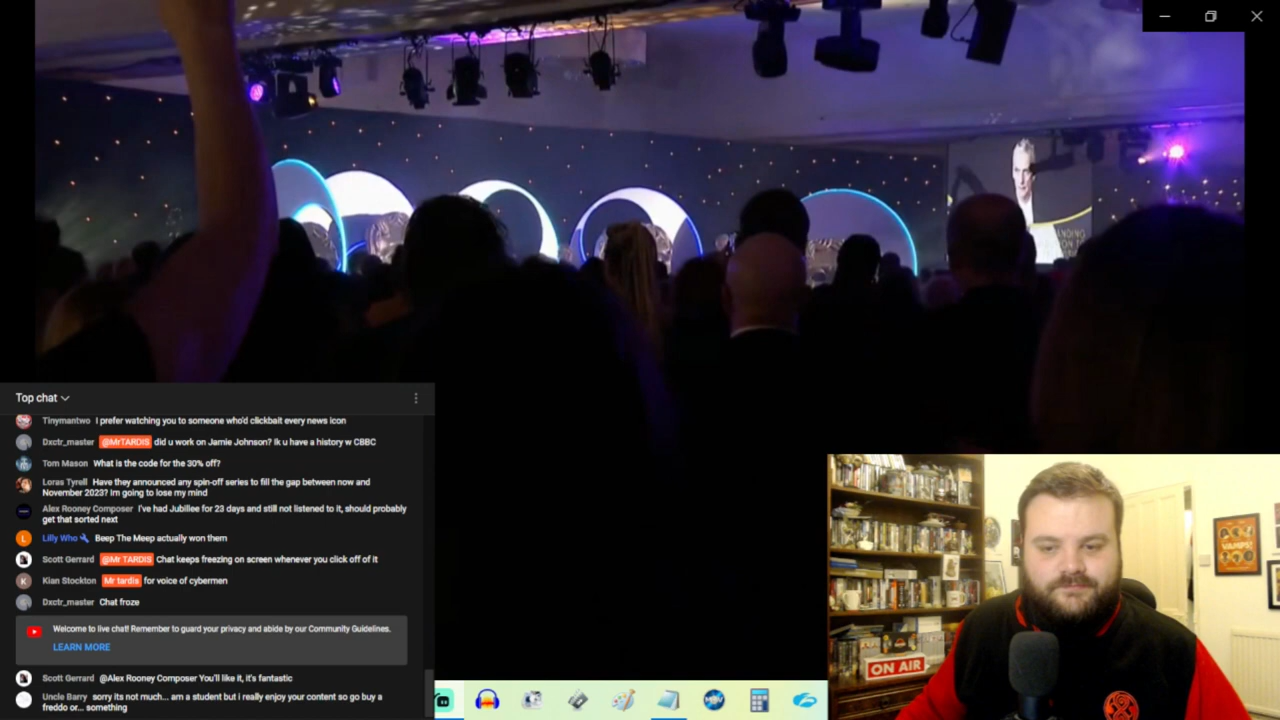 ANDING
ON TO
Top chat
Tinymantwo I prefer watching you to someone who'd clickbait every news icon
Dxctr_master @MrTARDIS did u work on Jamie Johnson? Ik u have a history w CBBC
Tom Mason What is the code for the 30% off?
Loras Tyrell Have they announced any spin-off series to fill the gap between now and
November 2023? Im going to lose my mind
Alex Rooney Composer I've had Jubillee for 23 days and still not listened to it, should probably
get that sorted next
Lilly Who Beep The Meep actually won them
Scott Gerrard @Mr TARDIS Chat keeps freezing on screen whenever you click off of it
K Kian Stockton Mr tardis for voice of cybermen
Dxctr_master Chat froze
Welcome to live chat! Remember to guard your privacy and abide by our Community Guidelines.
LEARN MORE
Scott Gerrard @Alex Rooney Composer You'll like it, it's fantastic
Uncle Barry sorry its not much... am a student but i really enjoy your content so go buy a
freddo or... something
VAMPS!
ON AIR